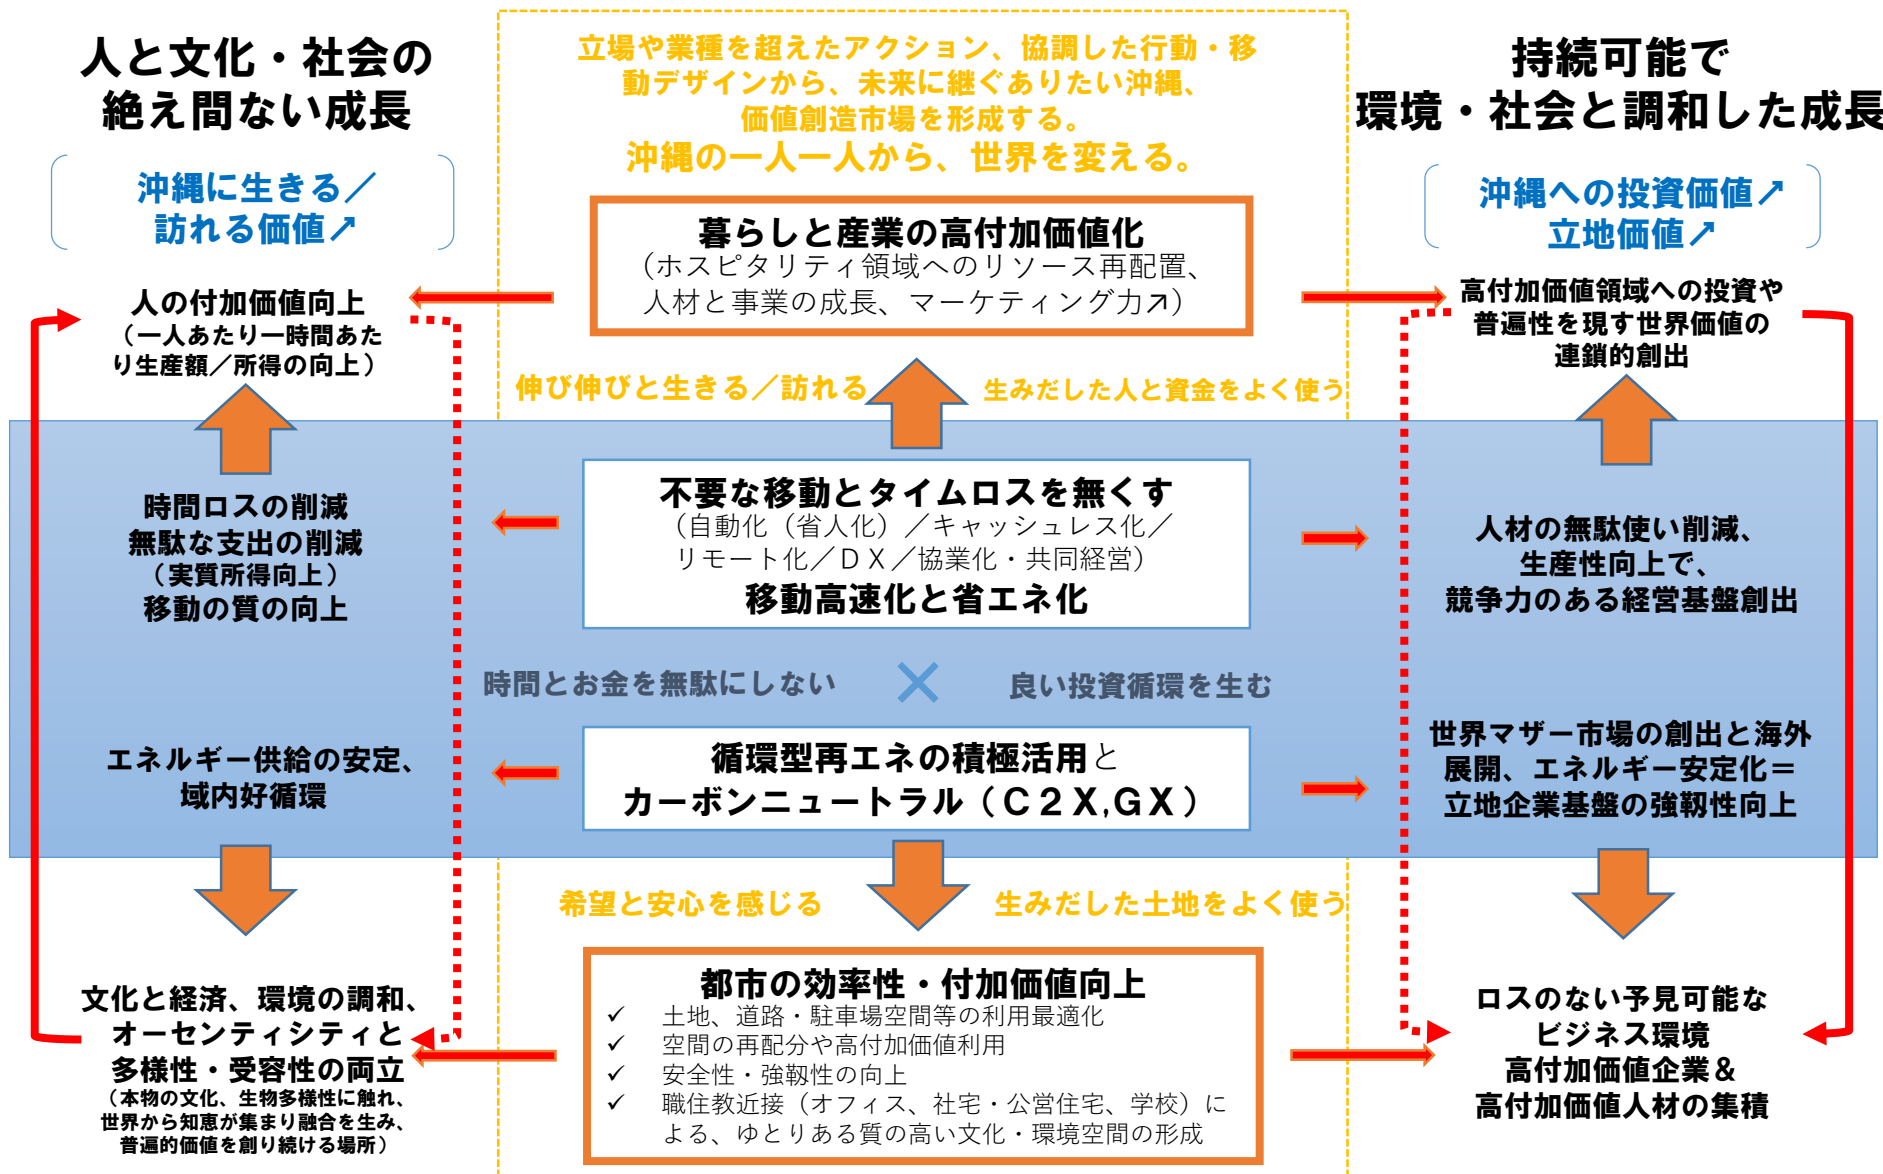 人と文化・社会の
絶え間ない成長
沖縄に生きる／
訪れる価値↗
人の付加価値向上
（一人あたり一時間あた
り生産額／所得の向上）
時間ロスの削減
無駄な支出の削減
（実質所得向上）
移動の質の向上
エネルギー供給の安定、
域内好循環
文化と経済、環境の調和、
オーセンティシティと
多様性・受容性の両立
（本物の文化、生物多様性に触れ、
世界から知恵が集まり融合を生み、
普遍的価値を創り続ける場所）
立場や業種を超えたアクション、協調した行動・移
動デザインから、未来に継ぐありたい沖縄、
価値創造市場を形成する。
沖縄の一人一人から、世界を変える。
暮らしと産業の高付加価値化
（ホスピタリティ領域へのリソース再配置、
人材と事業の成長、マーケティング力↗）
伸び伸びと生きる／訪れる
生みだした人と資金をよく使う
不要な移動とタイムロスを無くす
（自動化（省人化）／キャッシュレス化／
リモート化／ＤＸ／協業化・共同経営）
移動高速化と省エネ化
時間とお金を無駄にしない
良い投資循環を生む
循環型再エネの積極活用と
カーボンニュートラル（Ｃ２Ｘ,ＧＸ）
希望と安心を感じる
生みだした土地をよく使う
都市の効率性・付加価値向上
✓ 土地、道路・駐車場空間等の利用最適化
✓ 空間の再配分や高付加価値利用
✓ 安全性・強靱性の向上
✓ 職住教近接（オフィス、社宅・公営住宅、学校）に
よる、ゆとりある質の高い文化・環境空間の形成
持続可能で
環境・社会と調和した成長
沖縄への投資価値↗
立地価値↗
高付加価値領域への投資や
普遍性を現す世界価値の
連鎖的創出
人材の無駄使い削減、
生産性向上で、
競争力のある経営基盤創出
世界マザー市場の創出と海外
展開、エネルギー安定化＝
立地企業基盤の強靱性向上
ロスのない予見可能な
ビジネス環境
高付加価値企業＆
高付加価値人材の集積